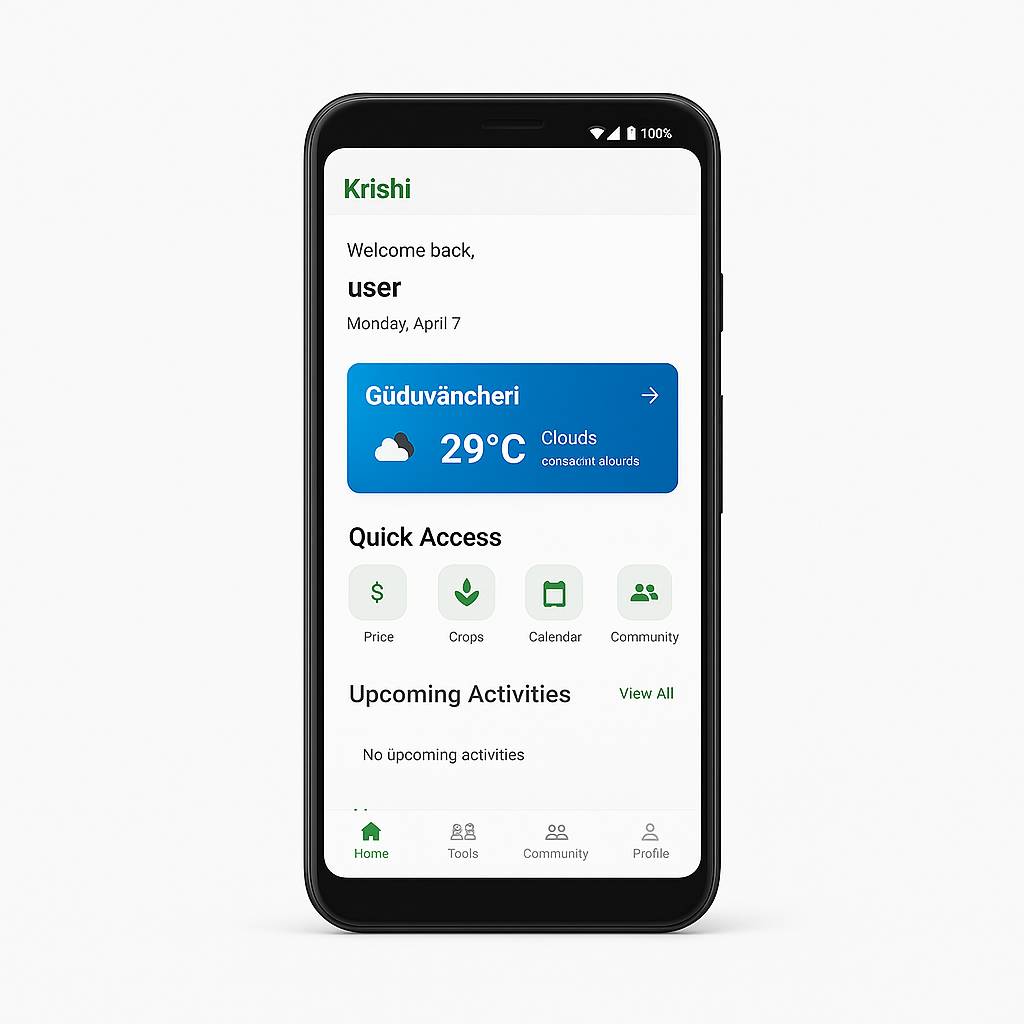 100%
Krishi
Welcome back,
user
Monday, April 7
Güduväncheri
29°C
Clouds
alourds
Quick Access
$
Price
Crops
Calendar
Community
Upcoming Activities
View All
No üpcoming activities
Home
Tools
Community
Profile